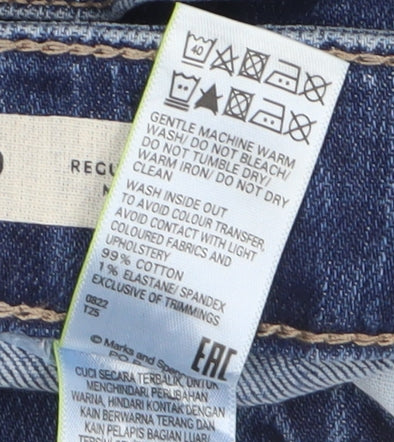 40
GENTLE MACHINE WARM
WASH/ DO NOT BLEACH/
DO NOT TUMBLE DRY/
WARM IRON/ DO NOT DRY
CLEAN
WASH INSIDE OUT
TO AVOID COLOUR TRANSFER,
AVOID CONTACT WITH LIGHT
COLOURED FABRICS AND
UPHOLSTERY
99% COTTON
1% ELASTANE/ SPANDEX
EXCLUSIVE OF TRIMMINGS
0822
T25
© Marks and
EAC
CUCI SECARA TERBALIK, UNTUK
MENGHINDARI PERUBAHAN
WARNA, HINDARI KONTAK DENGAN
KAIN BERWARNA TERANG DAN
KAIN PELAPIS BAGIAN LUAR/